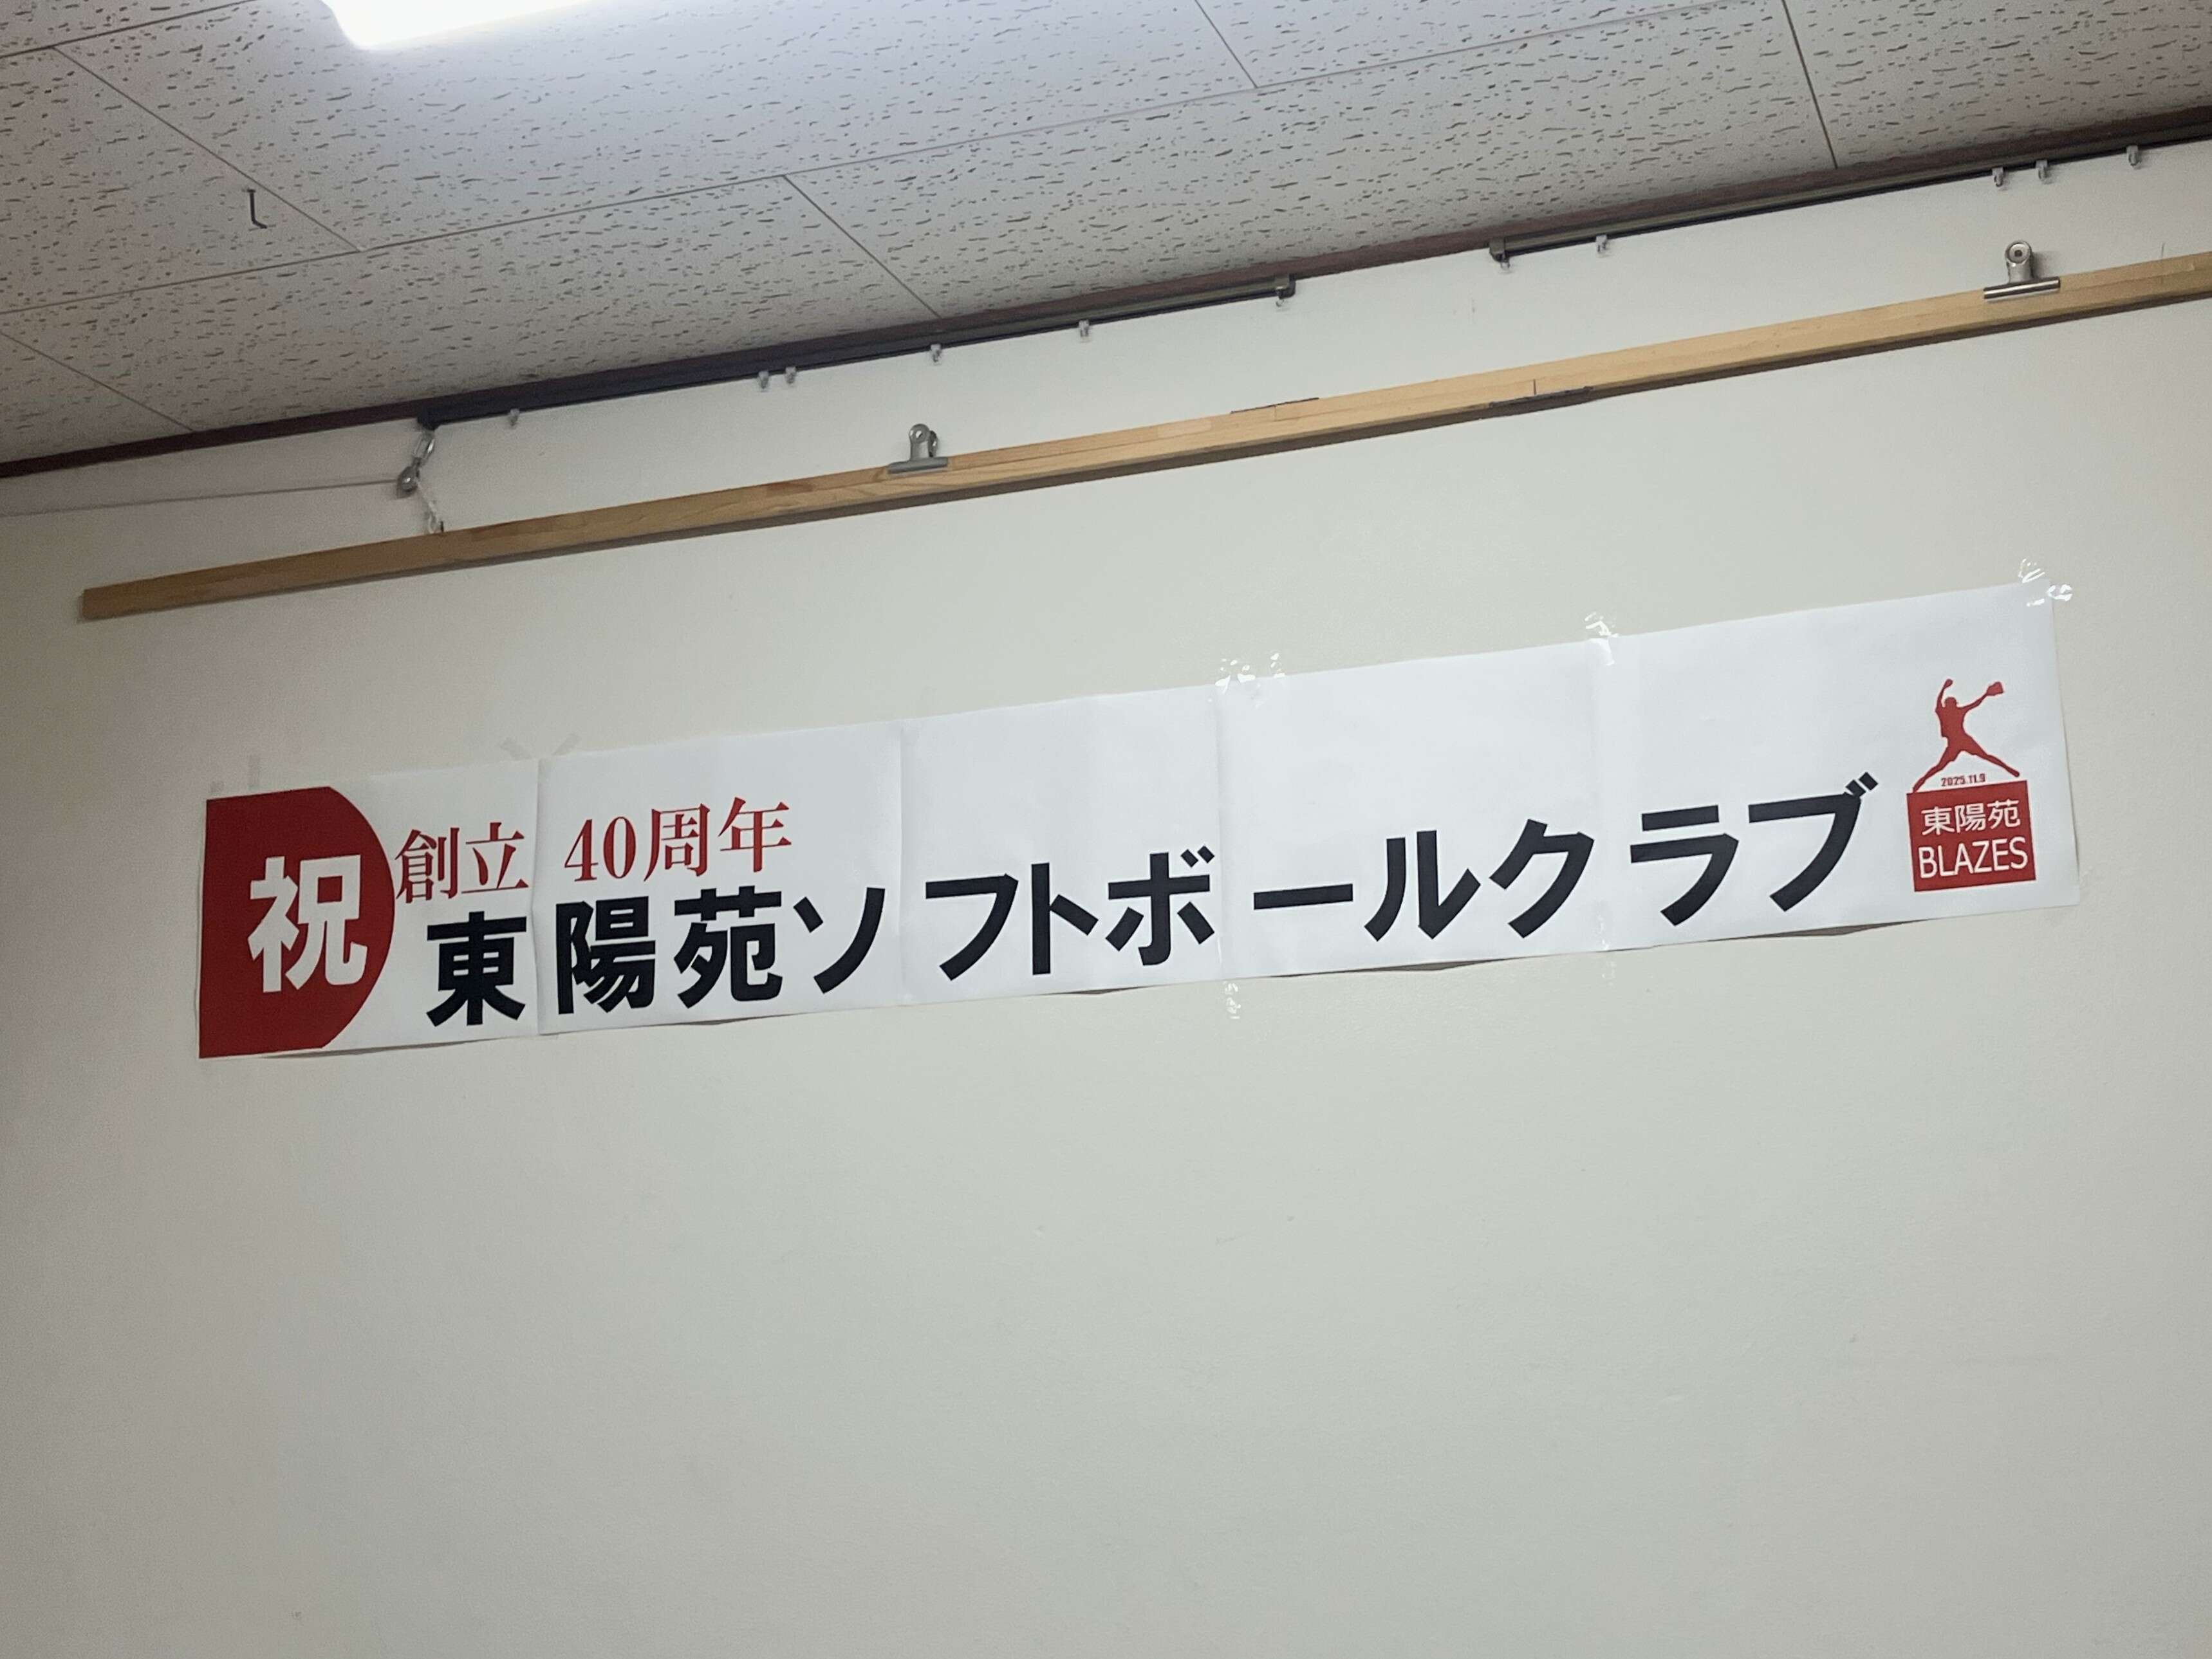 祝
創立 40周年
東陽苑ソフトボールクラブ
2025.11.9
東陽苑
BLAZES